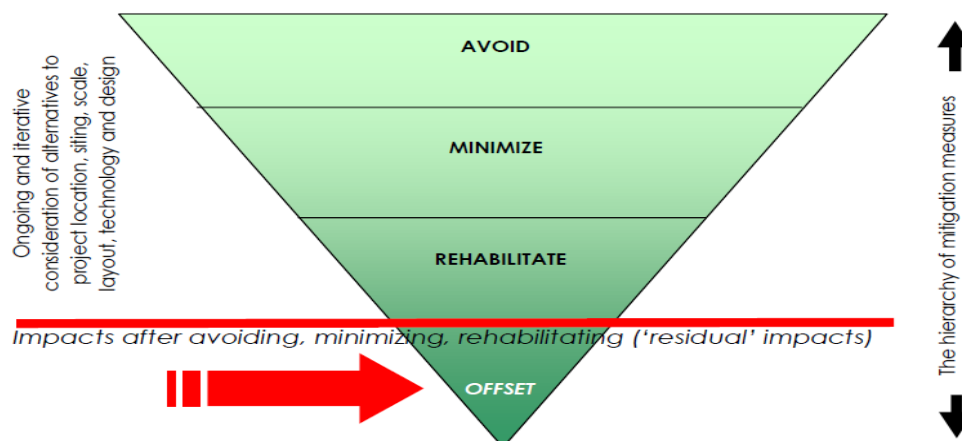 Ongoing and iterative
consideration of alternatives to
project location, siting, scale,
layout, technology and design
AVOID
MINIMIZE
REHABILITATE
Impacts after avoiding, minimizing, rehabilitating (‘residual’ impacts)
OFFSET
The hierarchy of mitigation measures